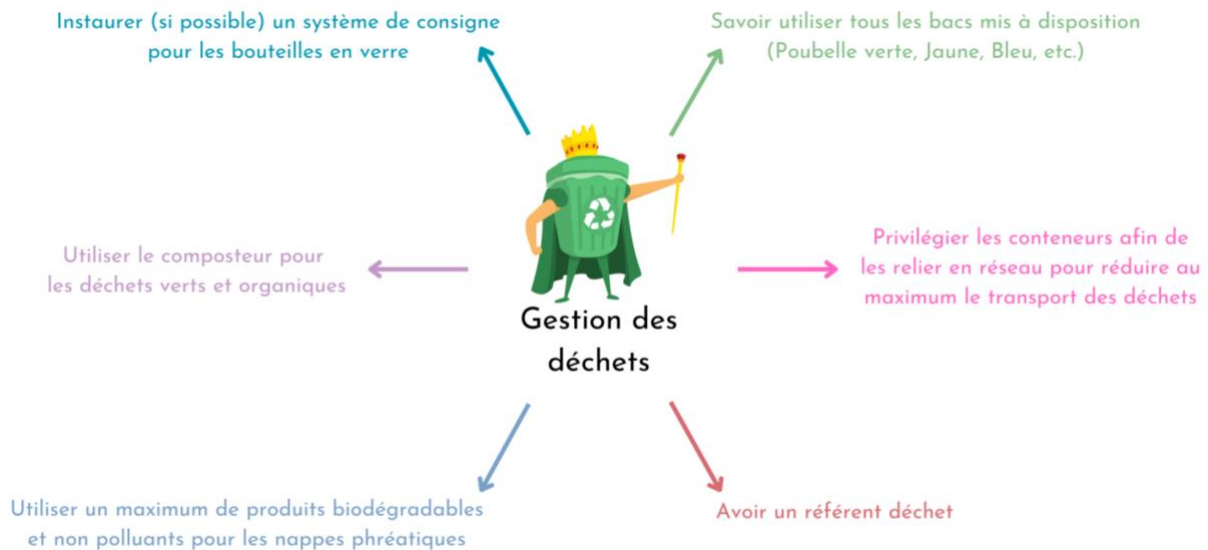 Instaurer (si possible) un système de consigne
pour les bouteilles en verre
Savoir utiliser tous les bacs mis à disposition
(Poubelle verte, Jaune, Bleu, etc.)
Utiliser le composteur pour
les déchets verts et organiques
Privilégier les conteneurs afin de
les relier en réseau pour réduire au
maximum le transport des déchets
Gestion des
déchets
Utiliser un maximum de produits biodégradables
et non polluants pour les nappes phréatiques
Avoir un référent déchet